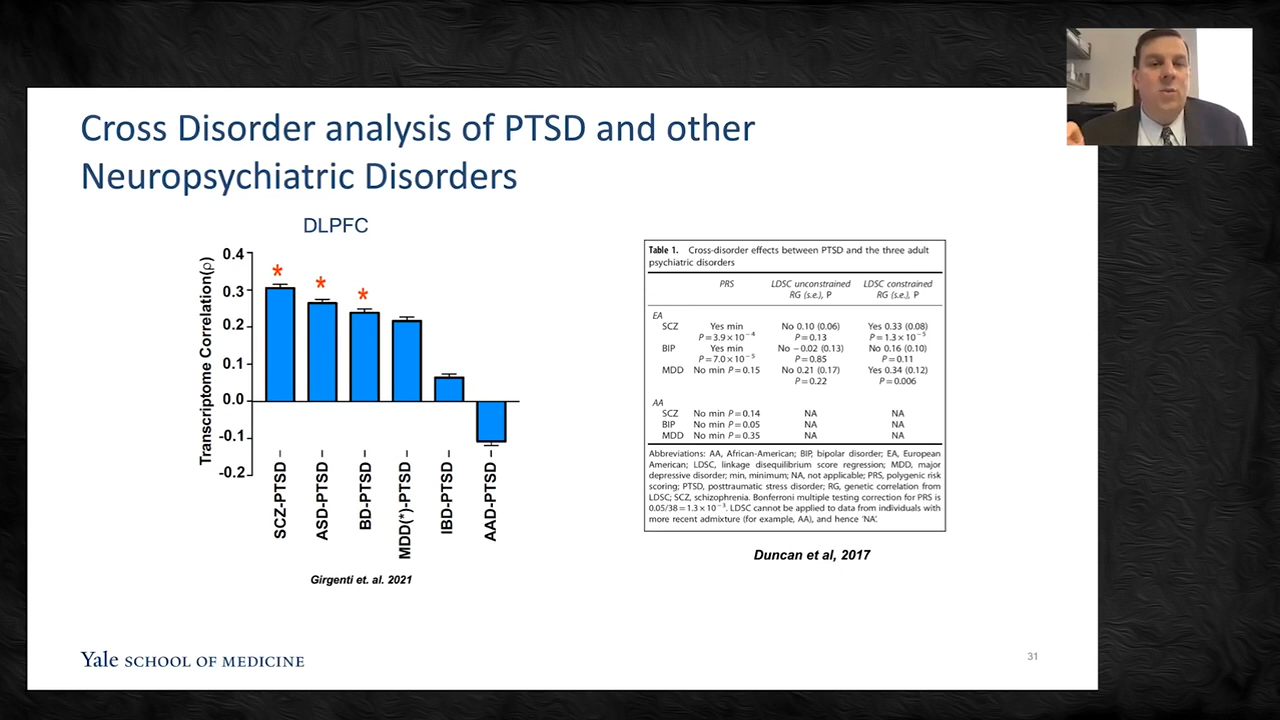 Cross Disorder analysis of PTSD and other
Neuropsychiatric Disorders
DLPFC
Transcriptome Correlation(ρ)
0.4
0.3
0.2
0.1
0.0
-0.1
-0.2
*
*
*
SCZ-PTSD
ASD-PTSD
BD-PTSD
MDD(*)-PTSD
IBD-PTSD
AAD-PTSD
Girgenti et. al. 2021
Table 1. Cross-disorder effects between PTSD and the three adult
psychiatric disorders
PRS LDSC unconstrained LDSC constrained
RG (s.e.), P RG (s.e.), P
EA
SCZ Yes min No 0.10 (0.06) Yes 0.33 (0.08)
P = 3.9 × 10⁻⁴ P = 0.13 P = 1.3 × 10⁻⁵
BIP Yes min No −0.02 (0.13) No 0.16 (0.10)
P = 7.0 × 10⁻⁵ P = 0.85 P = 0.11
MDD No min P = 0.15 No 0.21 (0.17) Yes 0.34 (0.12)
P = 0.22 P = 0.006
AA
SCZ No min P = 0.14 NA NA
BIP No min P = 0.05 NA NA
MDD No min P = 0.35 NA NA
Abbreviations: AA, African-American; BIP, bipolar disorder; EA, European
American; LDSC, linkage disequilibrium score regression; MDD, major
depressive disorder; min, minimum; NA, not applicable; PRS, polygenic risk
scoring; PTSD, posttraumatic stress disorder; RG, genetic correlation from
LDSC; SCZ, schizophrenia. Bonferroni multiple testing correction for PRS is
0.05/38 = 1.3 × 10⁻³. LDSC cannot be applied to data from individuals with
more recent admixture (for example, AA), and hence 'NA'.
Duncan et al, 2017
Yale SCHOOL OF MEDICINE
31